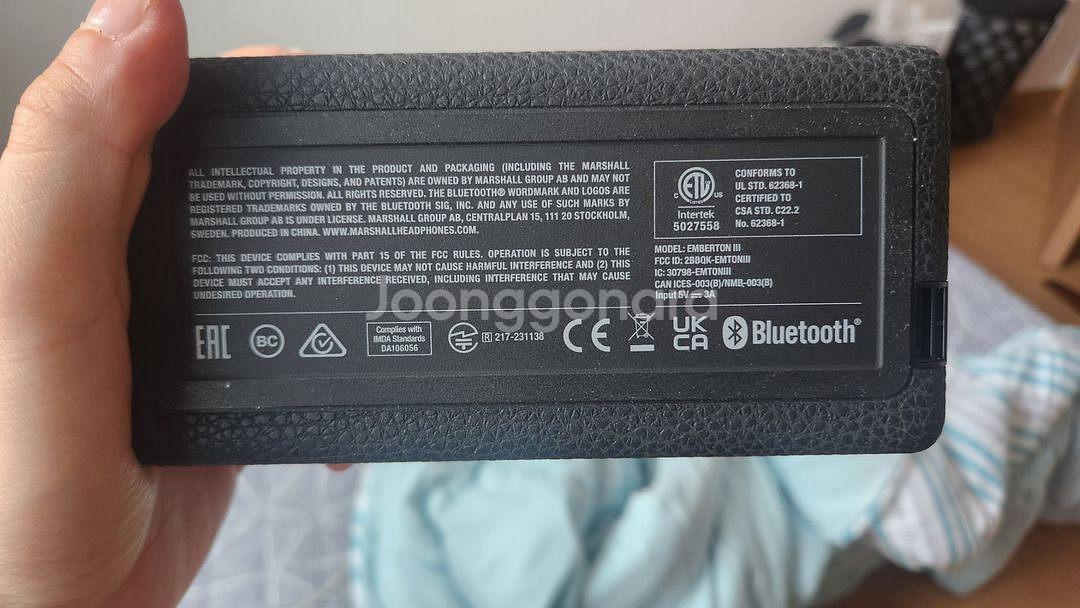 ALL INTELLECTUAL PROPERTY IN THE PRODUCT AND PACKAGING (INCLUDING THE MARSHALL
TRADEMARK, COPYRIGHT, DESIGNS, AND PATENTS) ARE OWNED BY MARSHALL GROUP AB AND MAY NOT
BE USED WITHOUT PERMISSION. ALL RIGHTS RESERVED. THE BLUETOOTH® WORDMARK AND LOGOS ARE
REGISTERED TRADEMARKS OWNED BY THE BLUETOOTH SIG, INC. AND ANY USE OF SUCH MARKS BY
MARSHALL GROUP AB IS UNDER LICENSE. MARSHALL GROUP AB, CENTRALPLAN 15, 111 20 STOCKHOLM,
SWEDEN. PRODUCED IN CHINA. WWW.MARSHALLHEADPHONES.COM.
FCC: THIS DEVICE COMPLIES WITH PART 15 OF THE FCC RULES. OPERATION IS SUBJECT TO THE
FOLLOWING TWO CONDITIONS: (1) THIS DEVICE MAY NOT CAUSE HARMFUL INTERFERENCE AND (2) THIS
DEVICE MUST ACCEPT ANY INTERFERENCE RECEIVED, INCLUDING INTERFERENCE THAT MAY CAUSE
UNDESIRED OPERATION.
ETL
LISTED
US
Intertek
5027558
CONFORMS TO
UL STD. 62368-1
CERTIFIED TO
CSA STD. C22.2
No. 62368-1
MODEL: EMBERTON III
FCC ID: 2BBQK-EMTONIII
IC: 30798-EMTONIII
CAN ICES-003(B)/NMB-003(B)
Input 5V ⎓ 3A
Joonggonara
EAC
BC
Complies with
IMDA Standards
DA106056
R 217-231138
CE
UK
CA
Bluetooth®